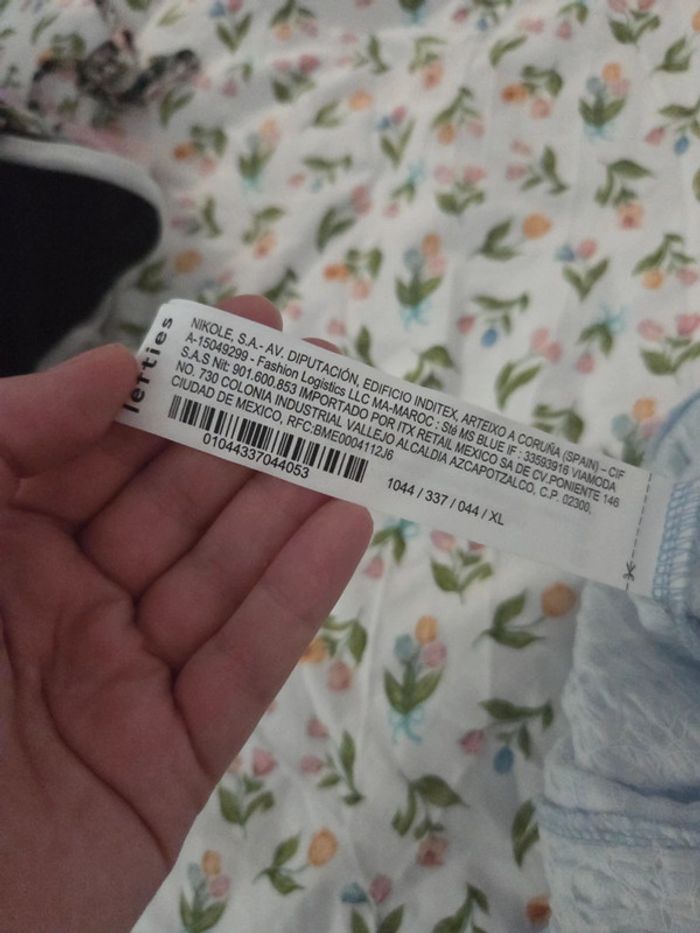 lefties
NIKOLE, S.A.- AV. DIPUTACIÓN, EDIFICIO INDITEX, ARTEIXO A CORUÑA (SPAIN) – CIF
A-15049299 - Fashion Logistics LLC MA-MAROC : Sté MS BLUE IF : 33593916 VIAMODA
S.A.S Nit: 901.600.853 IMPORTADO POR ITX RETAIL MEXICO SA DE CV.PONIENTE 146
NO. 730 COLONIA INDUSTRIAL VALLEJO ALCALDIA AZCAPOTZALCO, C.P. 02300,
CIUDAD DE MEXICO, RFC:BME0004112J6
01044337044053
1044 / 337 / 044 / XL